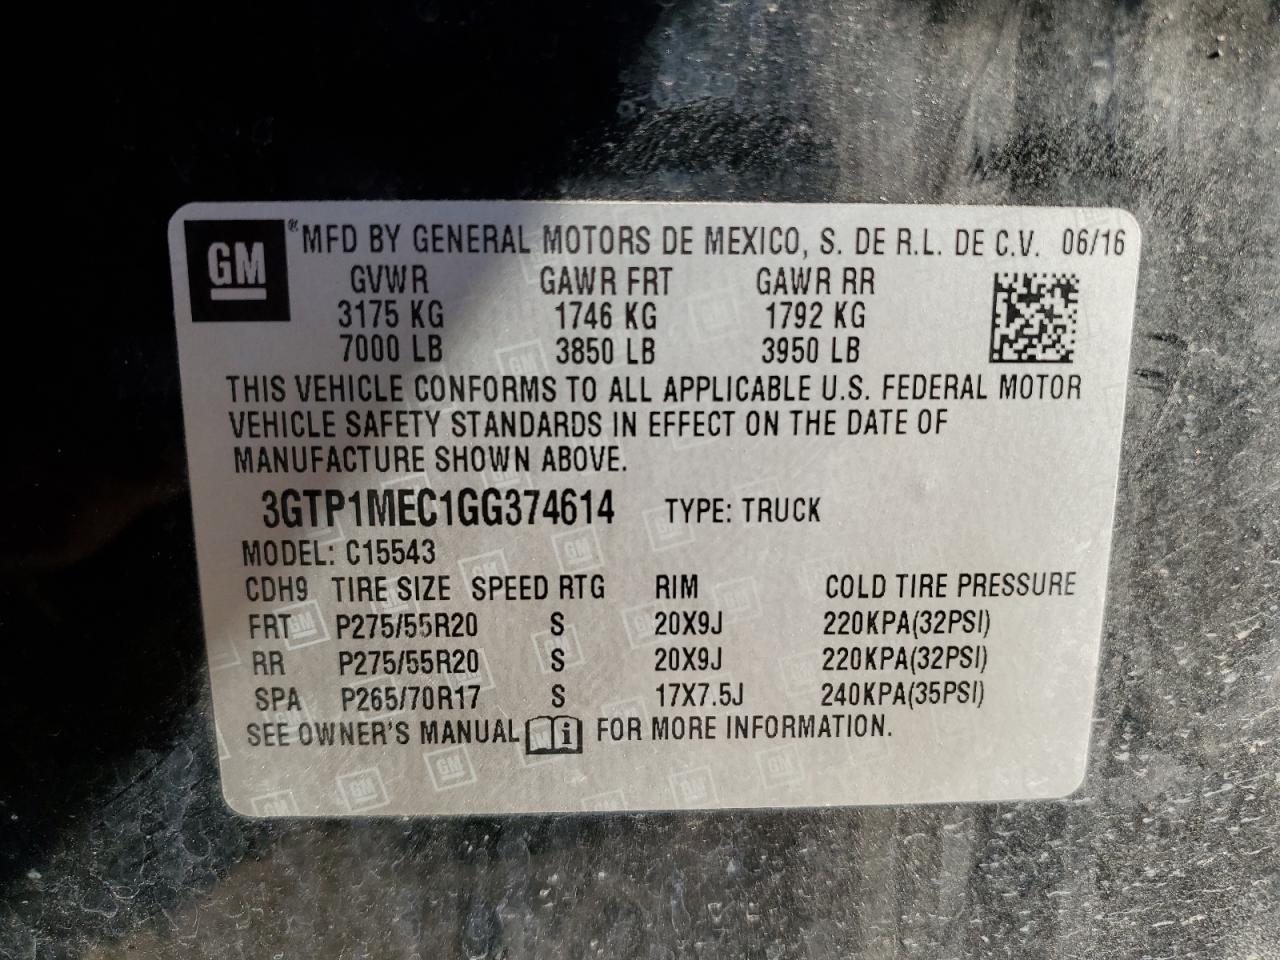 GM® MFD BY GENERAL MOTORS DE MEXICO, S. DE R.L. DE C.V. 06/16
GVWR GAWR FRT GAWR RR
3175 KG 1746 KG 1792 KG
7000 LB 3850 LB 3950 LB
THIS VEHICLE CONFORMS TO ALL APPLICABLE U.S. FEDERAL MOTOR
VEHICLE SAFETY STANDARDS IN EFFECT ON THE DATE OF
MANUFACTURE SHOWN ABOVE.
3GTP1MEC1GG374614 TYPE: TRUCK
MODEL: C15543
CDH9 TIRE SIZE SPEED RTG RIM COLD TIRE PRESSURE
FRT P275/55R20 S 20X9J 220KPA(32PSI)
RR P275/55R20 S 20X9J 220KPA(32PSI)
SPA P265/70R17 S 17X7.5J 240KPA(35PSI)
SEE OWNER'S MANUAL i FOR MORE INFORMATION.